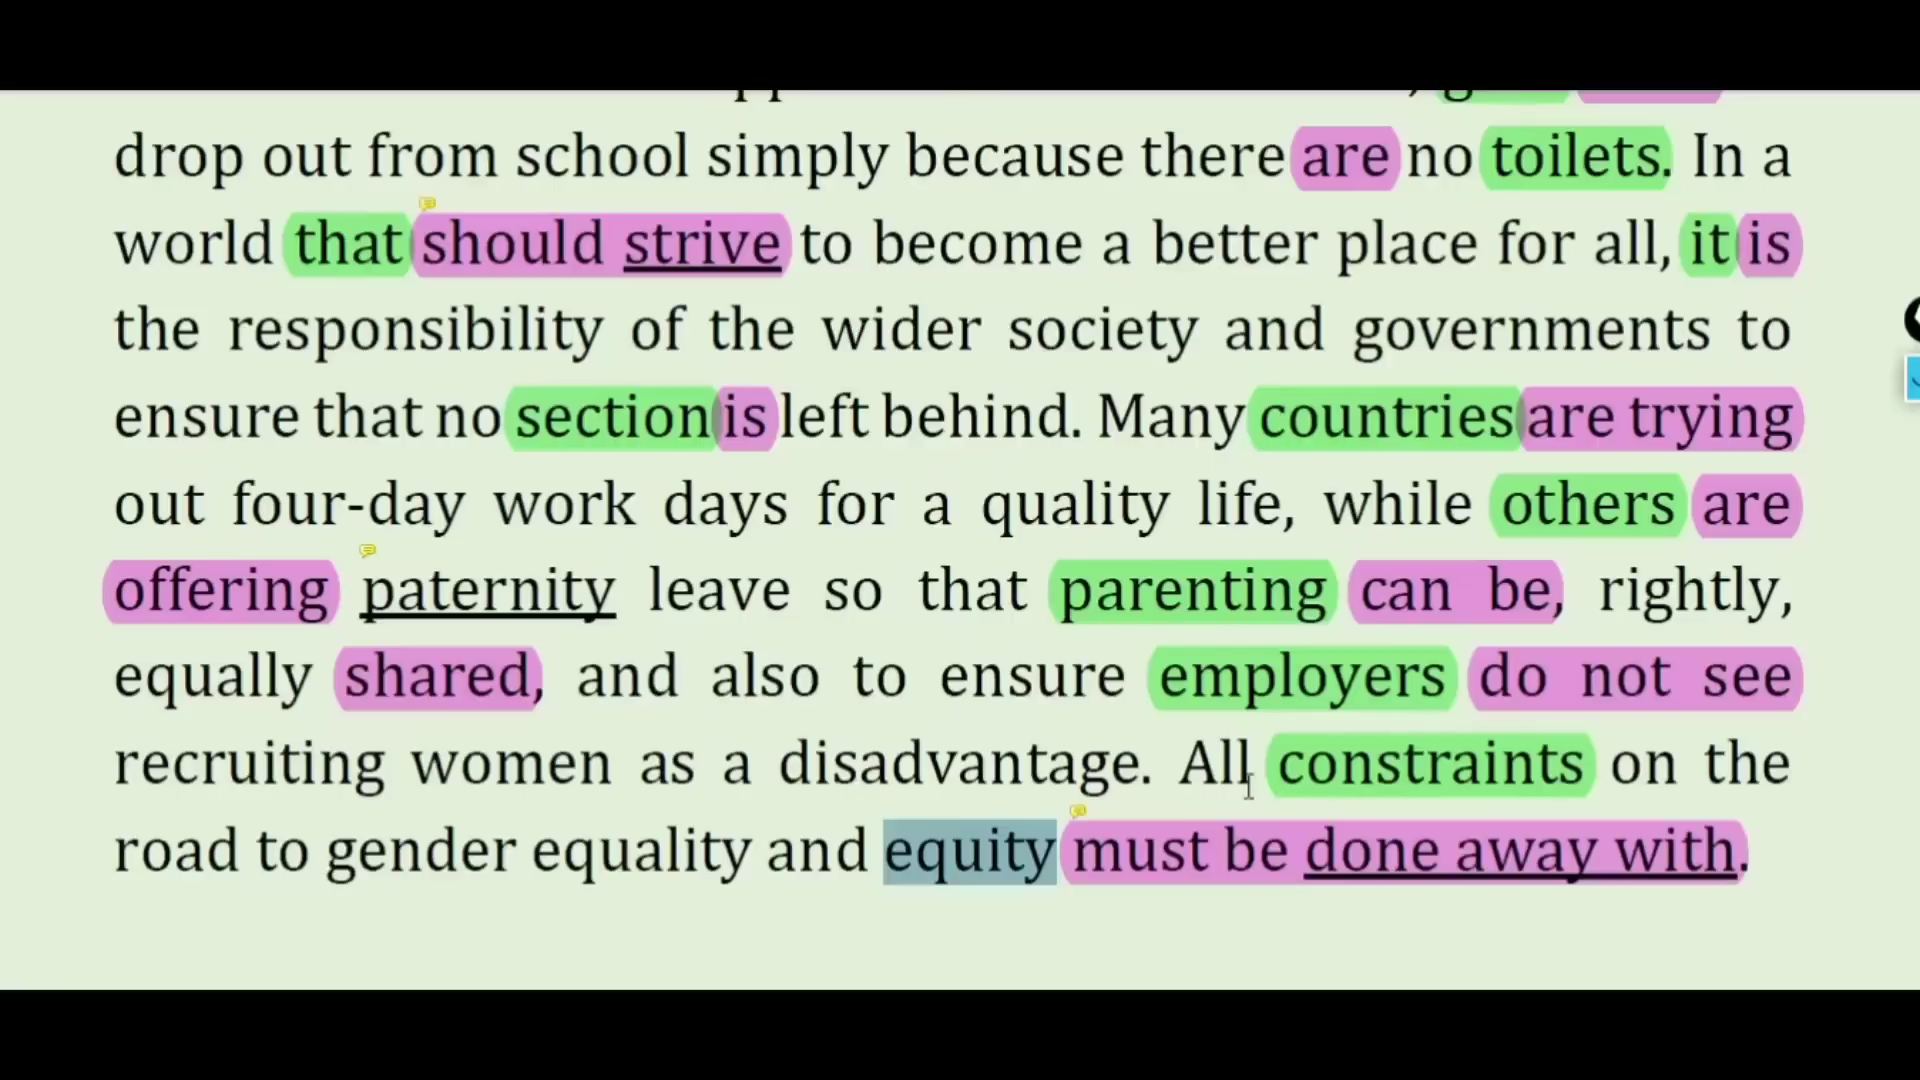 drop out from school simply because there are no toilets. In a
world that should strive to become a better place for all, it is
the responsibility of the wider society and governments to
ensure that no section is left behind. Many countries are trying
out four-day work days for a quality life, while others are
offering paternity leave so that parenting can be, rightly,
equally shared, and also to ensure employers do not see
recruiting women as a disadvantage. All constraints on the
road to gender equality and equity must be done away with.